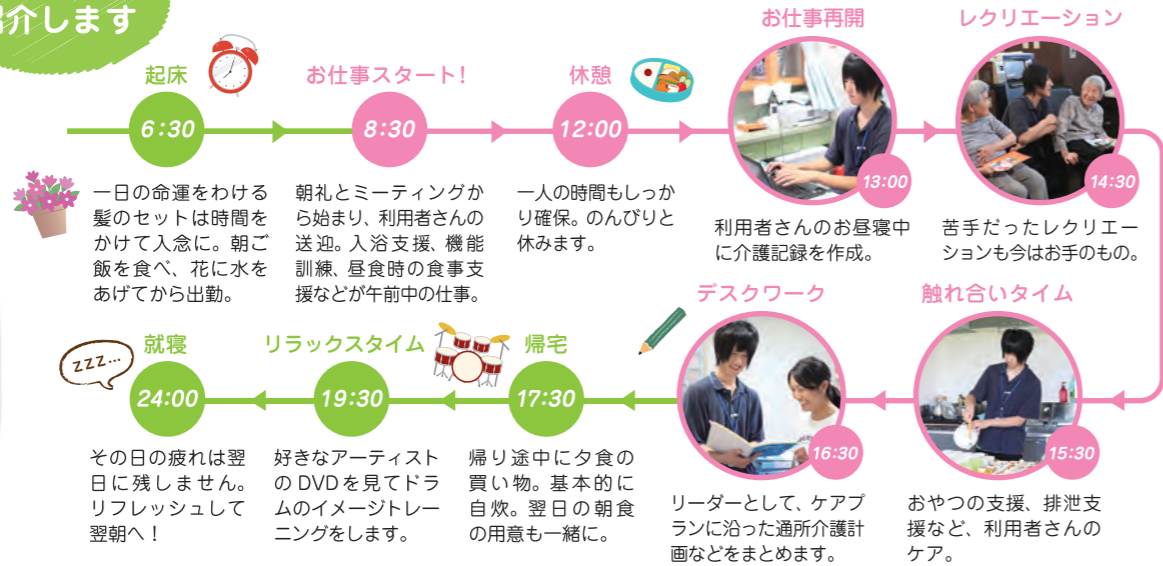 介します
起床
6:30
一日の命運をわける
髪のセットは時間を
かけて入念に。朝ご
飯を食べ、花に水を
あげてから出勤。
お仕事スタート!
8:30
朝礼とミーティングか
ら始まり、利用者さんの
送迎。入浴支援、機能
訓練、昼食時の食事支
援などが午前中の仕事。
休憩
12:00
一人の時間もしっか
り確保。のんびりと
休みます。
お仕事再開
13:00
利用者さんのお昼寝中
に介護記録を作成。
レクリエーション
14:30
苦手だったレクリエー
ションも今はお手のもの。
触れ合いタイム
15:30
おやつの支援、排泄支
援など、利用者さんの
ケア。
デスクワーク
16:30
リーダーとして、ケアプ
ランに沿った通所介護計
画などをまとめます。
帰宅
17:30
帰り途中に夕食の
買い物。基本的に
自炊。翌日の朝食
の用意も一緒に。
リラックスタイム
19:30
好きなアーティスト
の DVD を見てドラ
ムのイメージトレー
ニングをします。
就寝
zzz...
24:00
その日の疲れは翌
日に残しません。
リフレッシュして
翌朝へ！